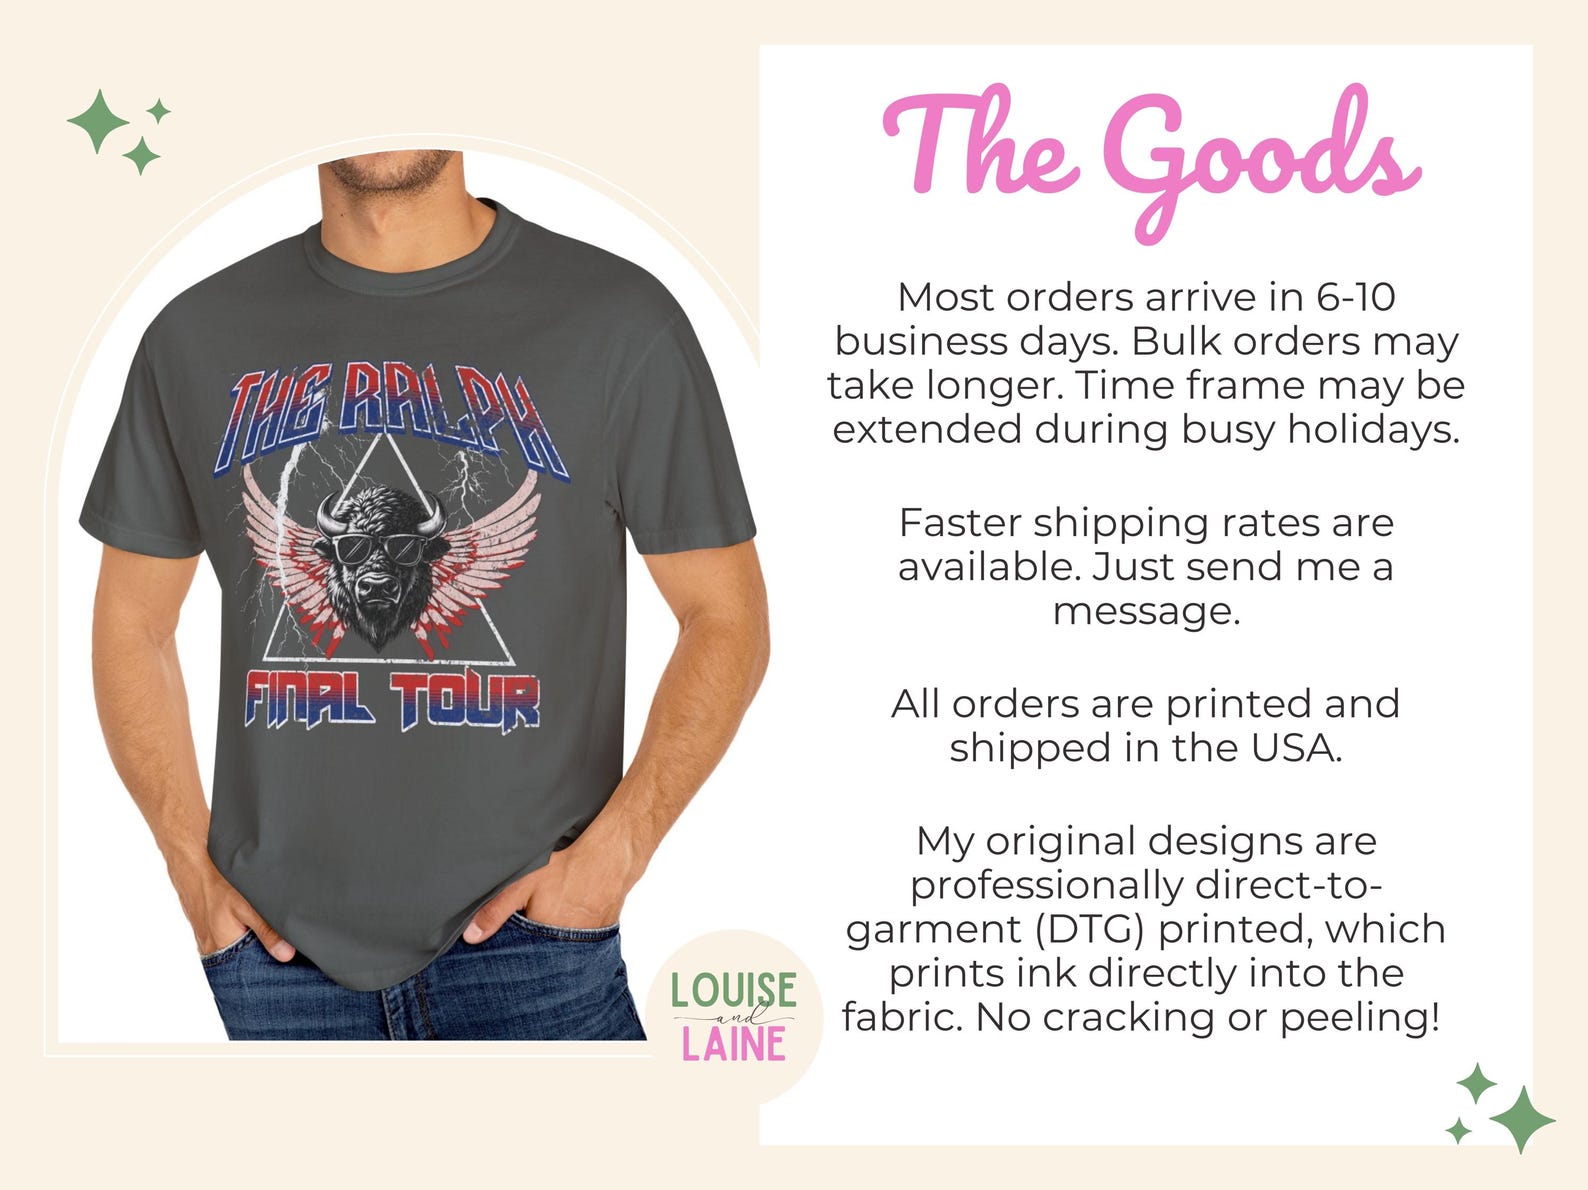 THE RALPH
FINAL TOUR
LOUISE
and
LAINE
The Goods
Most orders arrive in 6-10
business days. Bulk orders may
take longer. Time frame may be
extended during busy holidays.
Faster shipping rates are
available. Just send me a
message.
All orders are printed and
shipped in the USA.
My original designs are
professionally direct-to-
garment (DTG) printed, which
prints ink directly into the
fabric. No cracking or peeling!